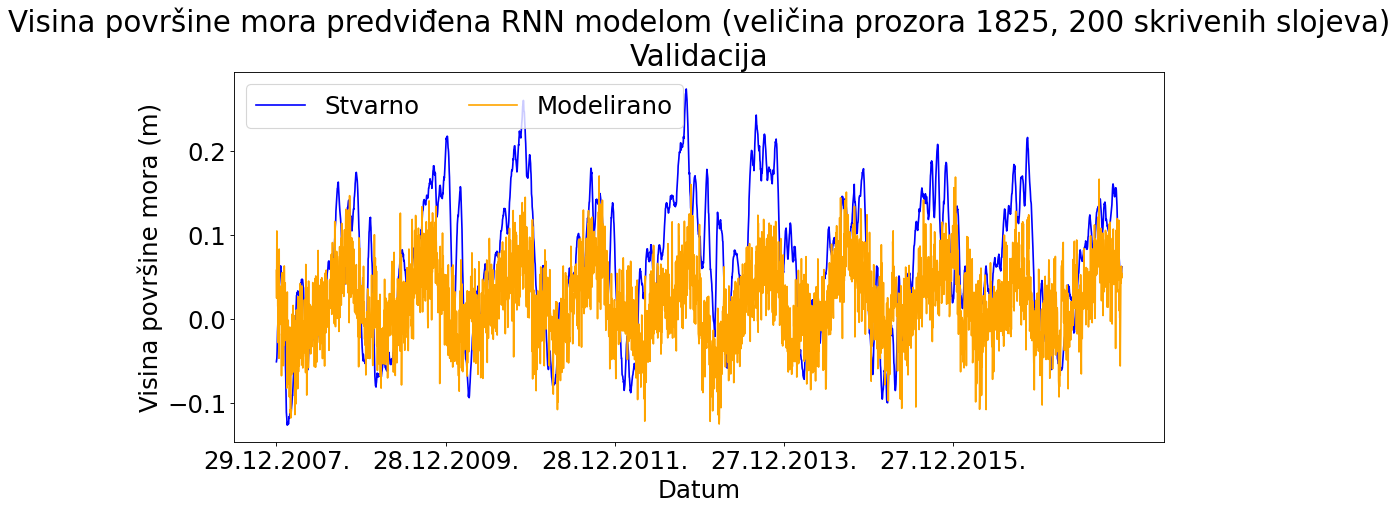 Visina površine mora predviđena RNN modelom (veličina prozora 1825, 200 skrivenih slojeva)
Validacija
Stvarno Modelirano
Visina površine mora (m)
0.2
0.1
0.0
−0.1
29.12.2007. 28.12.2009. 28.12.2011. 27.12.2013. 27.12.2015.
Datum